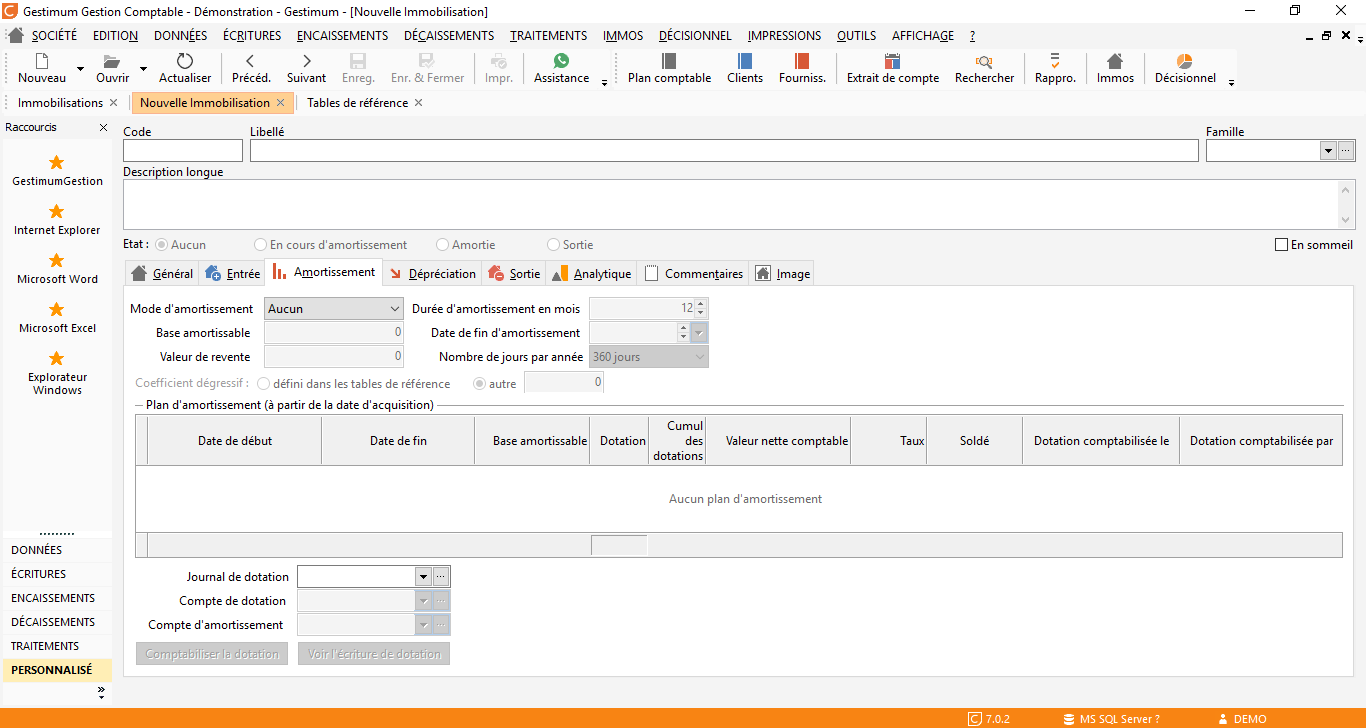 Gestimum Gestion Comptable - Démonstration - Gestimum - [Nouvelle Immobilisation]
SOCIÉTÉ EDITION DONNÉES ÉCRITURES ENCAISSEMENTS DÉCAISSEMENTS TRAITEMENTS IMMOS DÉCISIONNEL IMPRESSIONS OUTILS AFFICHAGE ?
Nouveau Ouvrir Actualiser Précéd. Suivant Enreg. Enr. & Fermer Impr. Assistance Plan comptable Clients Fourniss. Extrait de compte Rechercher Rappro. Immos Décisionnel
Immobilisations Nouvelle Immobilisation Tables de référence
Raccourcis
GestimumGestion
Internet Explorer
Microsoft Word
Microsoft Excel
Explorateur
Windows
DONNÉES
ÉCRITURES
ENCAISSEMENTS
DÉCAISSEMENTS
TRAITEMENTS
PERSONNALISÉ
Code Libellé Famille
Description longue
Etat : Aucun En cours d'amortissement Amortie Sortie En sommeil
Général Entrée Amortissement Dépréciation Sortie Analytique Commentaires Image
Mode d'amortissement Aucun Durée d'amortissement en mois 12
Base amortissable 0 Date de fin d'amortissement
Valeur de revente 0 Nombre de jours par année 360 jours
Coefficient dégressif : défini dans les tables de référence autre 0
Plan d'amortissement (à partir de la date d'acquisition)
Date de début Date de fin Base amortissable Dotation Cumul des dotations Valeur nette comptable Taux Soldé Dotation comptabilisée le Dotation comptabilisée par
Aucun plan d'amortissement
Journal de dotation
Compte de dotation
Compte d'amortissement
Comptabiliser la dotation Voir l'écriture de dotation
7.0.2 MS SQL Server ? DEMO